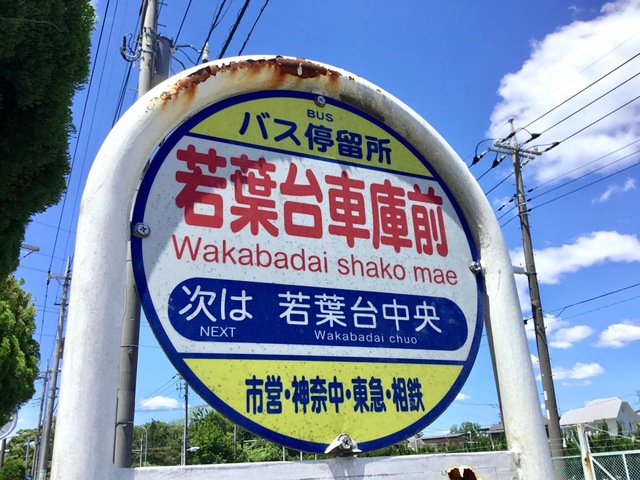 BUS
バス停留所
若葉台車庫前
Wakabadai shako mae
次は 若葉台中央
NEXT Wakabadai chuo
市営・神奈中・東急・相鉄